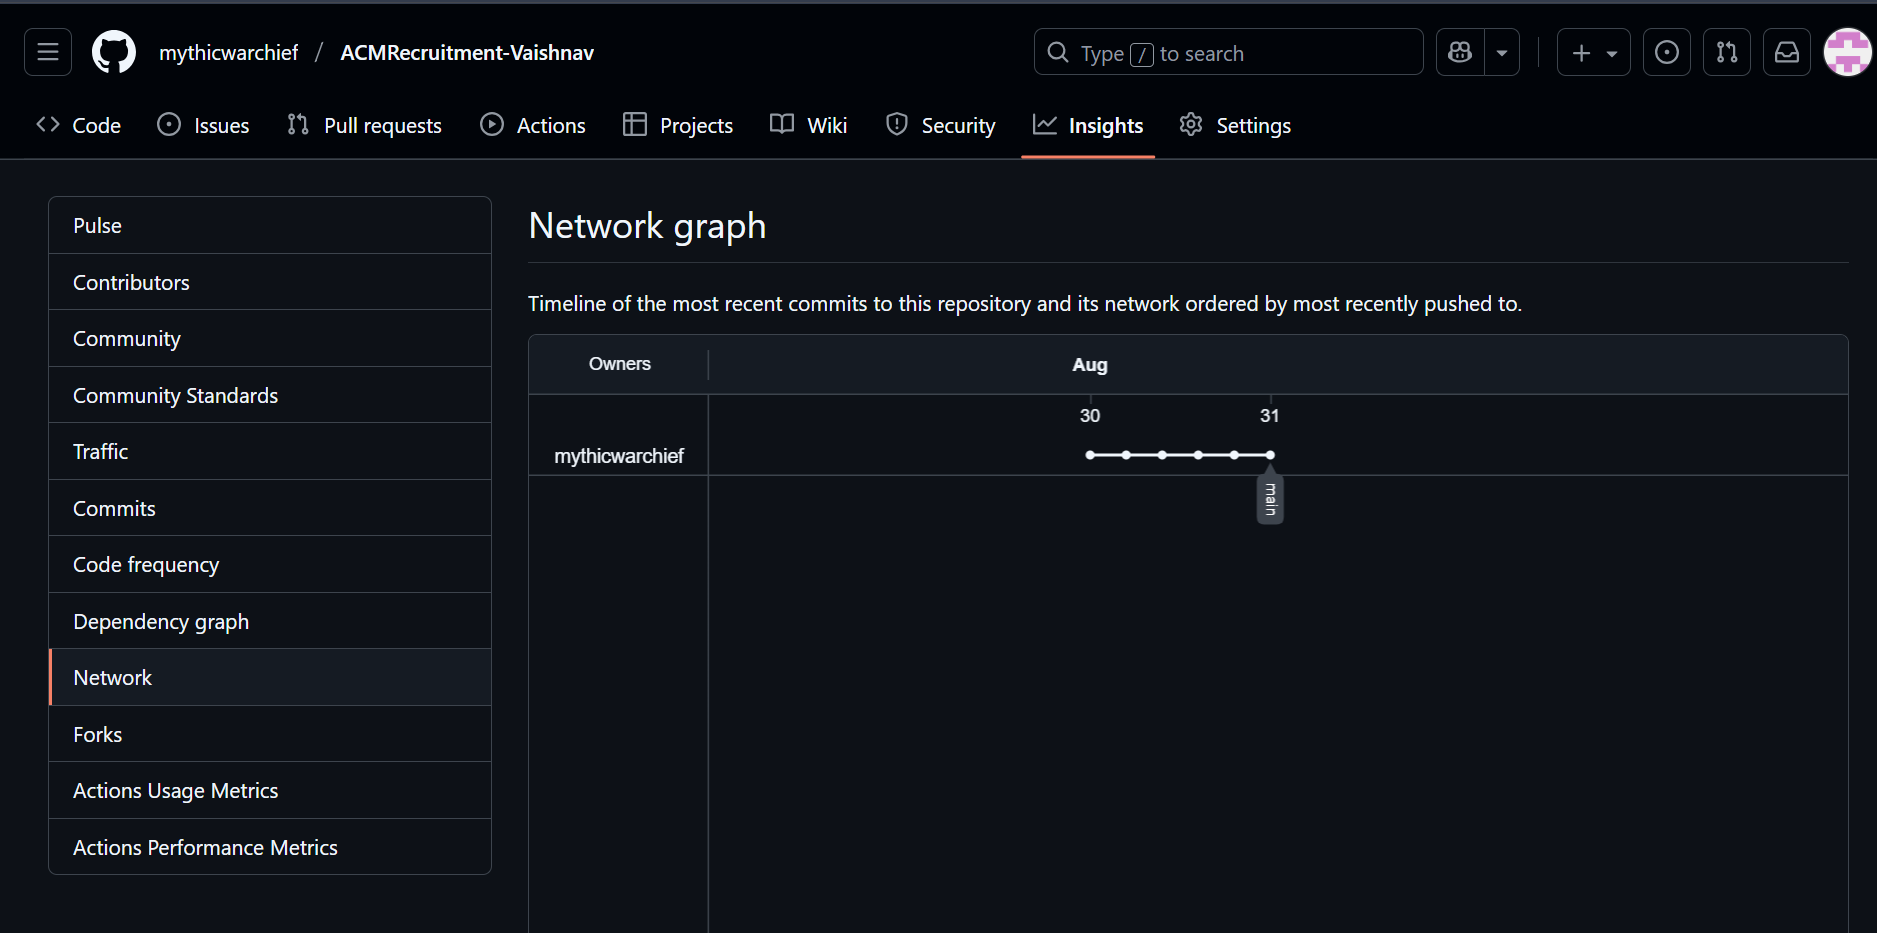 mythicwarchief / ACMRecruitment-Vaishnav
Type / to search
Code Issues Pull requests Actions Projects Wiki Security Insights Settings
Pulse
Contributors
Community
Community Standards
Traffic
Commits
Code frequency
Dependency graph
Network
Forks
Actions Usage Metrics
Actions Performance Metrics
Network graph
Timeline of the most recent commits to this repository and its network ordered by most recently pushed to.
Owners Aug
30 31
mythicwarchief
main